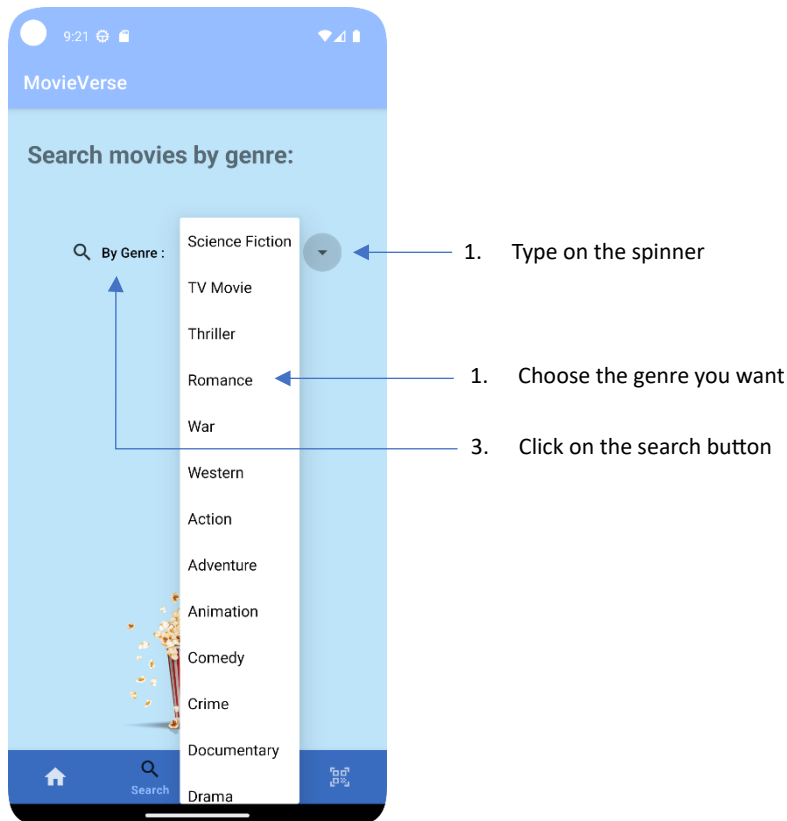 9:21
MovieVerse
Search movies by genre:
By Genre :
Science Fiction
TV Movie
Thriller
Romance
War
Western
Action
Adventure
Animation
Comedy
Crime
Documentary
Drama
Search
1. Type on the spinner
1. Choose the genre you want
3. Click on the search button